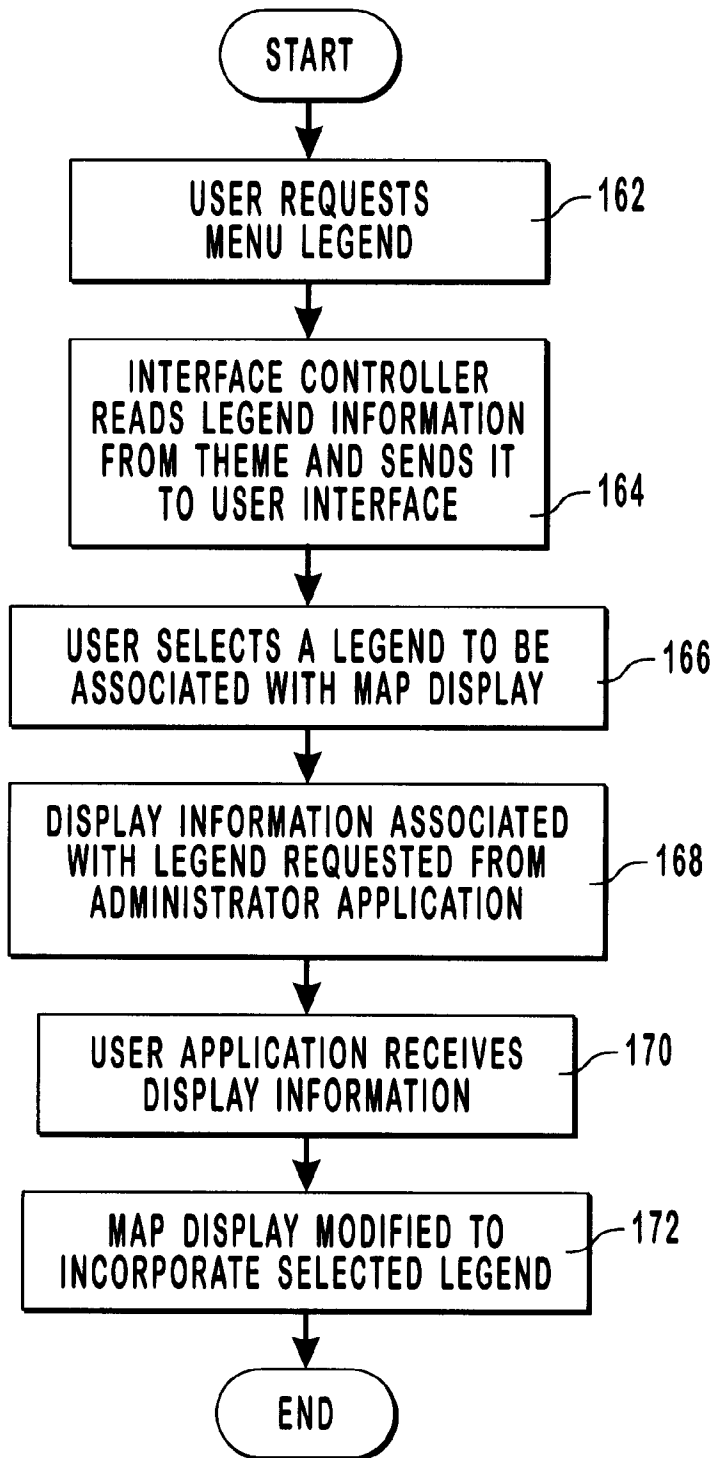 START
USER REQUESTS
MENU LEGEND
162
INTERFACE CONTROLLER
READS LEGEND INFORMATION
FROM THEME AND SENDS IT
TO USER INTERFACE
164
USER SELECTS A LEGEND TO BE
ASSOCIATED WITH MAP DISPLAY
166
DISPLAY INFORMATION ASSOCIATED
WITH LEGEND REQUESTED FROM
ADMINISTRATOR APPLICATION
168
USER APPLICATION RECEIVES
DISPLAY INFORMATION
170
MAP DISPLAY MODIFIED TO
INCORPORATE SELECTED LEGEND
172
END